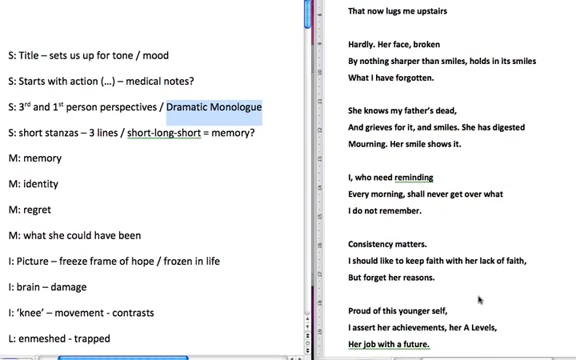 S: Title – sets us up for tone / mood
S: Starts with action (...) – medical notes?
S: 3rd and 1st person perspectives / Dramatic Monologue
S: short stanzas – 3 lines / short-long-short = memory?
M: memory
M: identity
M: regret
M: what she could have been
I: Picture – freeze frame of hope / frozen in life
I: brain – damage
I: ‘knee’ – movement - contrasts
L: enmeshed - trapped
That now lugs me upstairs
Hardly. Her face, broken
By nothing sharper than smiles, holds in its smiles
What I have forgotten.
She knows my father’s dead,
And grieves for it, and smiles. She has digested
Mourning. Her smile shows it.
I, who need reminding
Every morning, shall never get over what
I do not remember.
Consistency matters.
I should like to keep faith with her lack of faith,
But forget her reasons.
Proud of this younger self,
I assert her achievements, her A Levels,
Her job with a future.